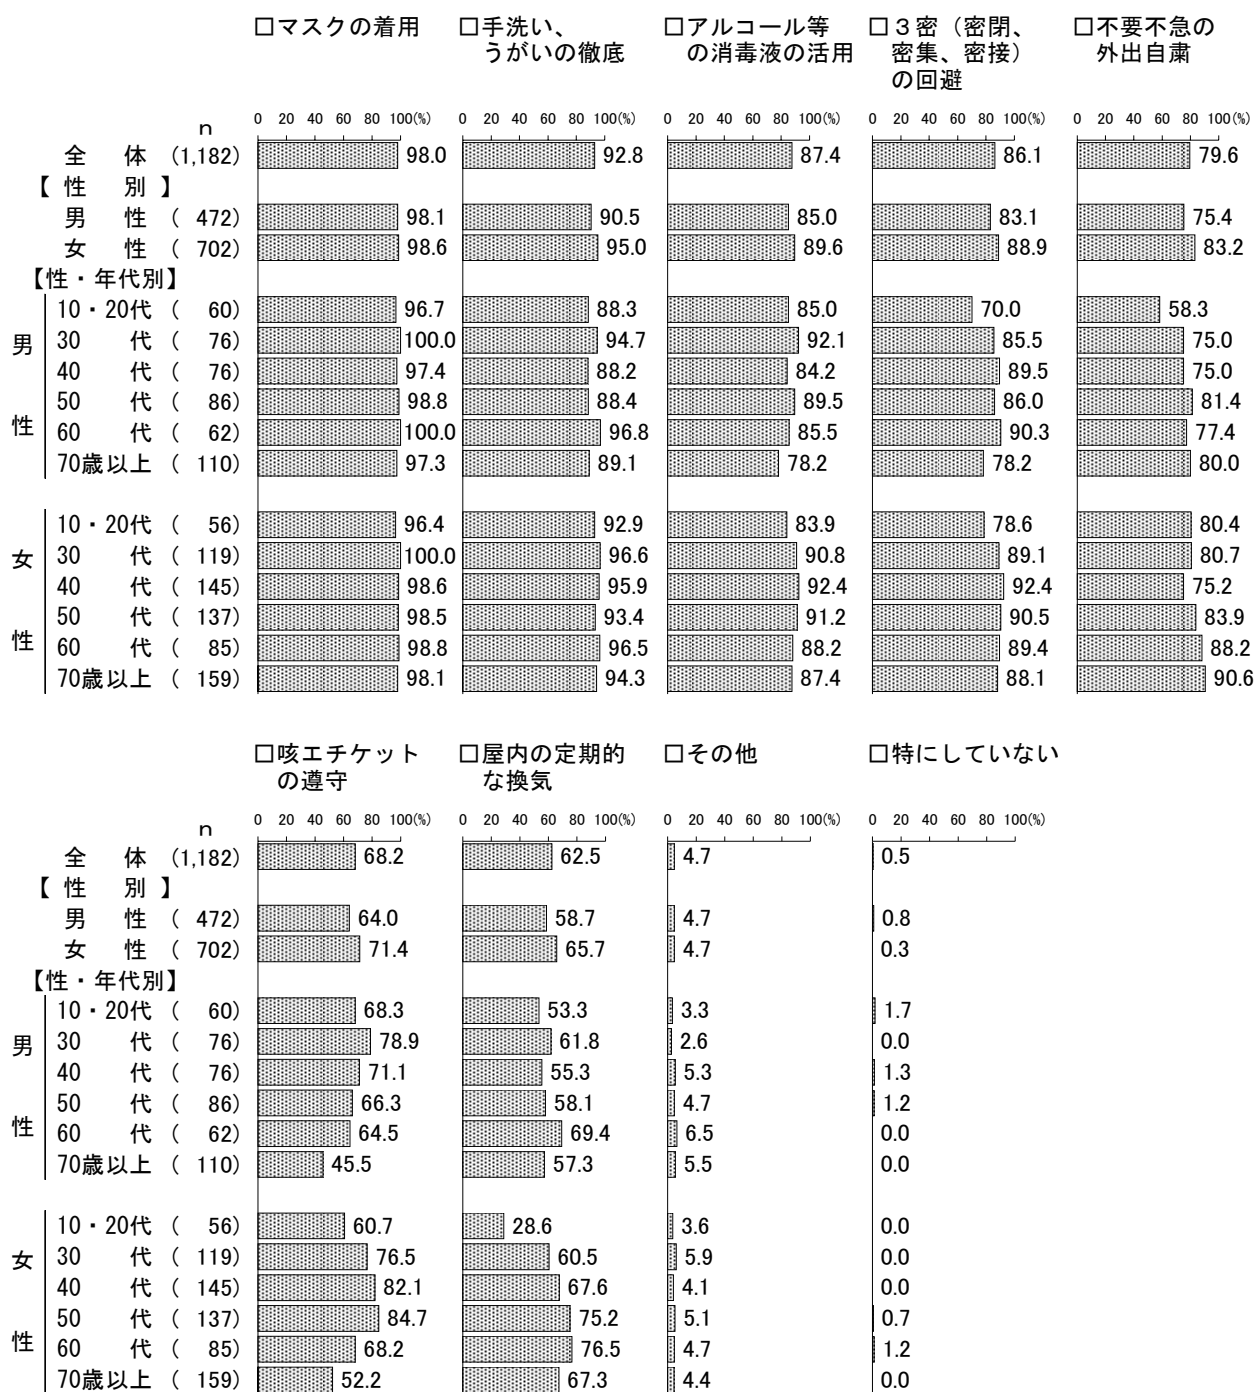 □マスクの着用 □手洗い、 □アルコール等 □３密（密閉、 □不要不急の
うがいの徹底 の消毒液の活用 密集、密接） 外出自粛
の回避
n 0 20 40 60 80 100(%) 0 20 40 60 80 100(%) 0 20 40 60 80 100(%) 0 20 40 60 80 100(%) 0 20 40 60 80 100(%)
全 体 (1,182) 98.0 92.8 87.4 86.1 79.6
【 性 別 】
男 性 ( 472) 98.1 90.5 85.0 83.1 75.4
女 性 ( 702) 98.6 95.0 89.6 88.9 83.2
【性・年代別】
男性
10・20代 ( 60) 96.7 88.3 85.0 70.0 58.3
30 代 ( 76) 100.0 94.7 92.1 85.5 75.0
40 代 ( 76) 97.4 88.2 84.2 89.5 75.0
50 代 ( 86) 98.8 88.4 89.5 86.0 81.4
60 代 ( 62) 100.0 96.8 85.5 90.3 77.4
70歳以上 ( 110) 97.3 89.1 78.2 78.2 80.0
女性
10・20代 ( 56) 96.4 92.9 83.9 78.6 80.4
30 代 ( 119) 100.0 96.6 90.8 89.1 80.7
40 代 ( 145) 98.6 95.9 92.4 92.4 75.2
50 代 ( 137) 98.5 93.4 91.2 90.5 83.9
60 代 ( 85) 98.8 96.5 88.2 89.4 88.2
70歳以上 ( 159) 98.1 94.3 87.4 88.1 90.6
□咳エチケット □屋内の定期的 □その他 □特にしていない
の遵守 な換気
n 0 20 40 60 80 100(%) 0 20 40 60 80 100(%) 0 20 40 60 80 100(%) 0 20 40 60 80 100(%)
全 体 (1,182) 68.2 62.5 4.7 0.5
【 性 別 】
男 性 ( 472) 64.0 58.7 4.7 0.8
女 性 ( 702) 71.4 65.7 4.7 0.3
【性・年代別】
男性
10・20代 ( 60) 68.3 53.3 3.3 1.7
30 代 ( 76) 78.9 61.8 2.6 0.0
40 代 ( 76) 71.1 55.3 5.3 1.3
50 代 ( 86) 66.3 58.1 4.7 1.2
60 代 ( 62) 64.5 69.4 6.5 0.0
70歳以上 ( 110) 45.5 57.3 5.5 0.0
女性
10・20代 ( 56) 60.7 28.6 3.6 0.0
30 代 ( 119) 76.5 60.5 5.9 0.0
40 代 ( 145) 82.1 67.6 4.1 0.0
50 代 ( 137) 84.7 75.2 5.1 0.7
60 代 ( 85) 68.2 76.5 4.7 1.2
70歳以上 ( 159) 52.2 67.3 4.4 0.0